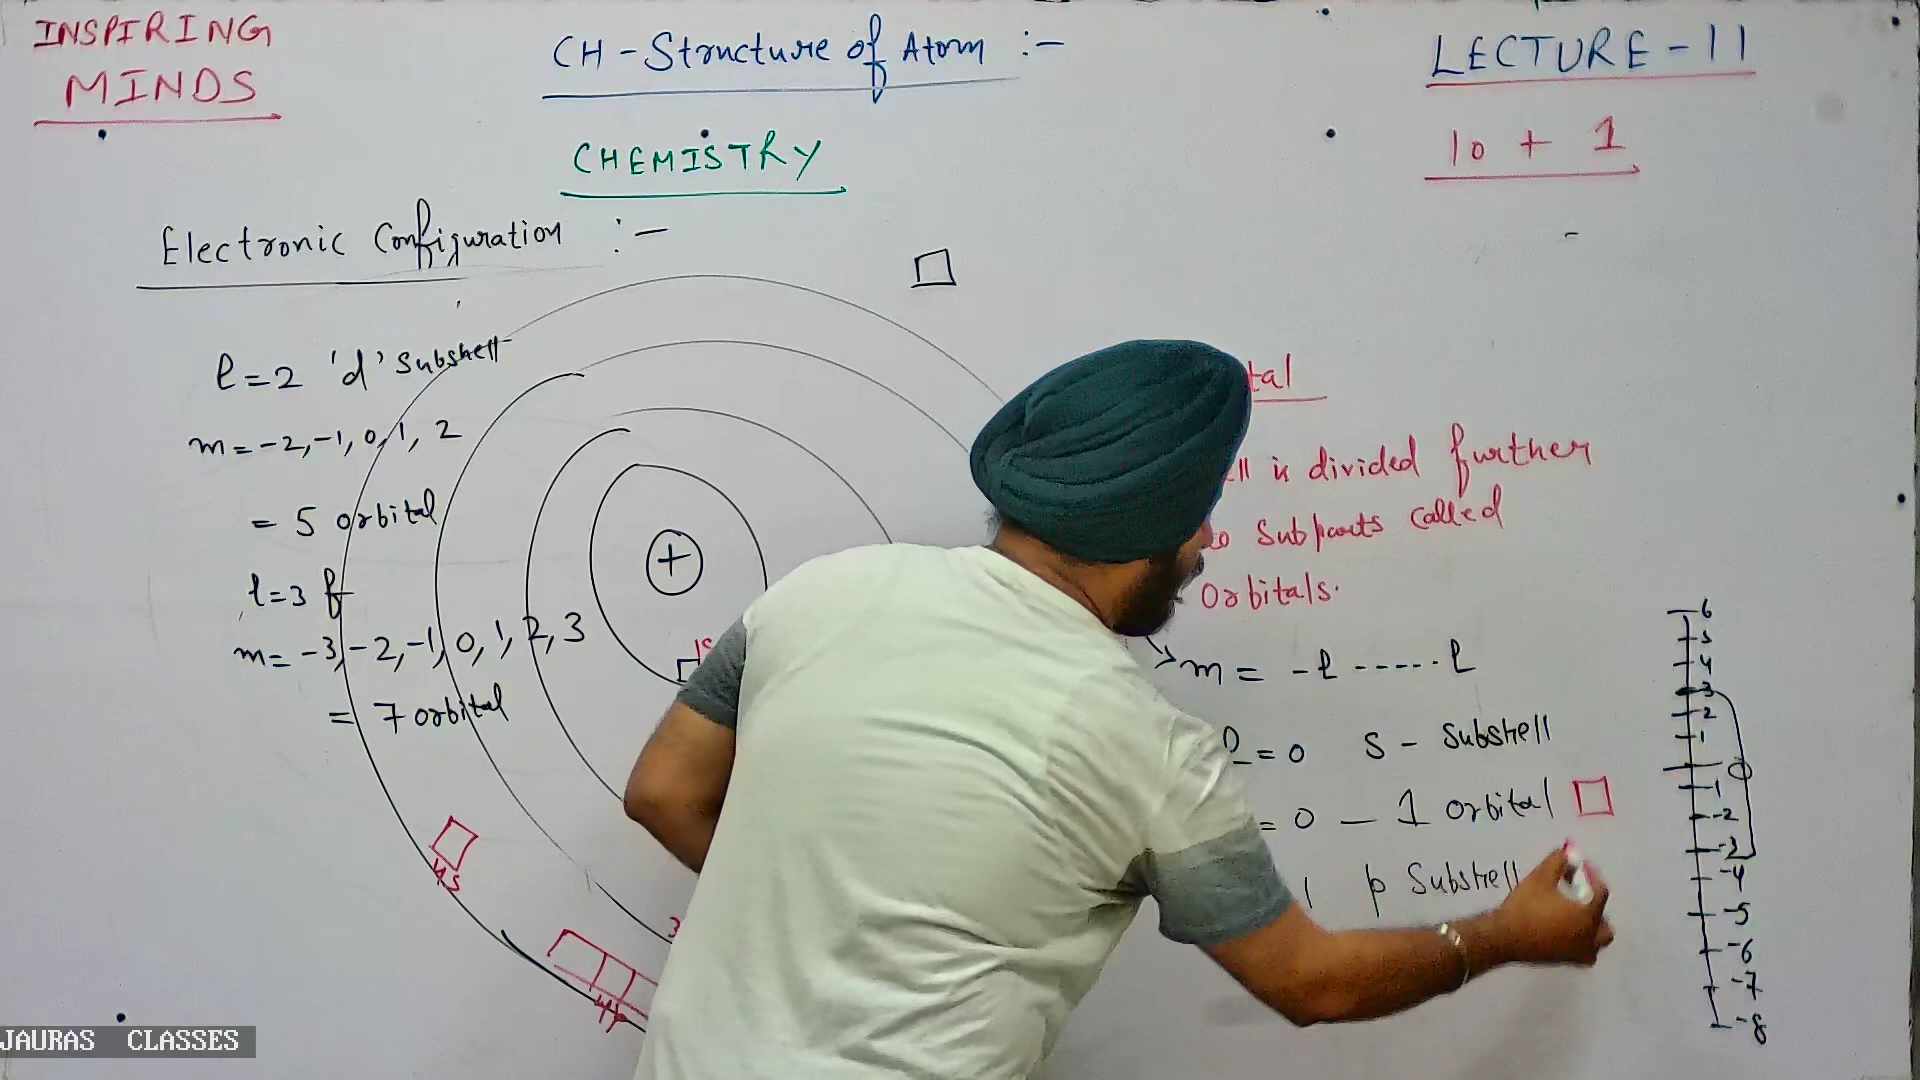 INSPIRING
MINDS
CH - Structure of Atom :-
LECTURE - 11
CHEMISTRY
10 + 1
Electronic Configuration :-
l = 2 'd' Subshell
m = -2, -1, 0, 1, 2
= 5 orbital
l = 3 f
m = -3, -2, -1, 0, 1, 2, 3
= 7 orbital
+
4s
4p
3
is divided further
Subparts called
Orbitals.
m = -l ----- l
l = 0 S - Subshell
= 0 - 1 orbital
1 p Subshell
6
5
4
3
2
1
0
-1
-2
-3
-4
-5
-6
-7
-8
JAURAS CLASSES